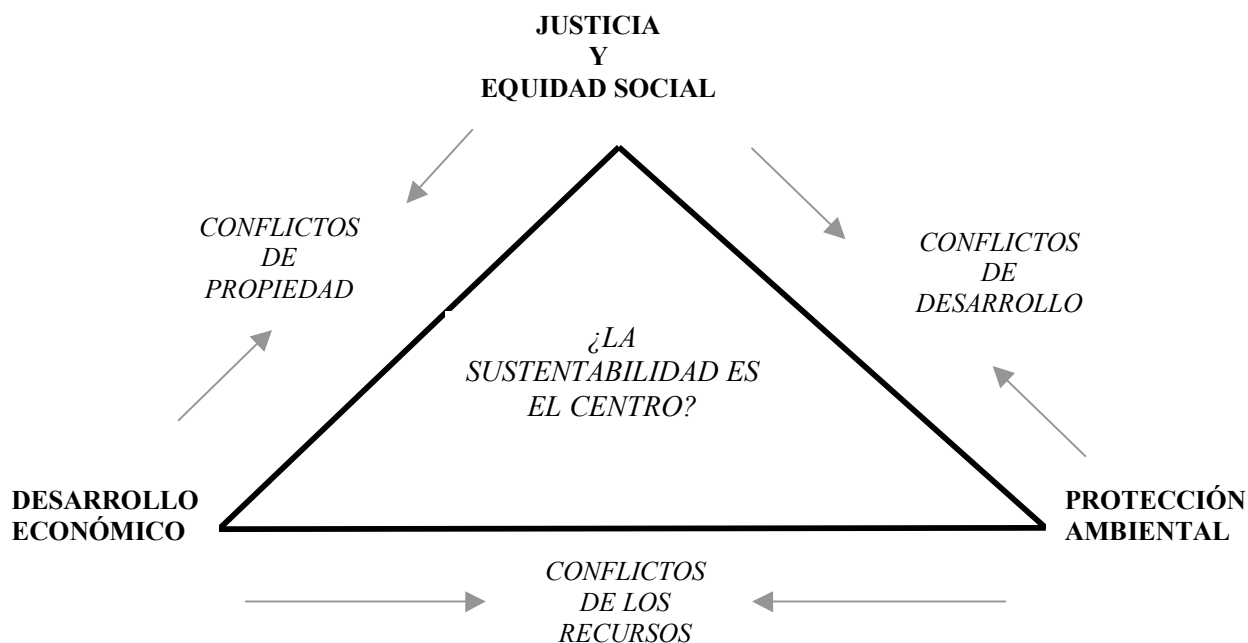 JUSTICIA
Y
EQUIDAD SOCIAL
CONFLICTOS
DE
PROPIEDAD
CONFLICTOS
DE
DESARROLLO
¿LA
SUSTENTABILIDAD ES
EL CENTRO?
DESARROLLO
ECONÓMICO
PROTECCIÓN
AMBIENTAL
CONFLICTOS
DE LOS
RECURSOS